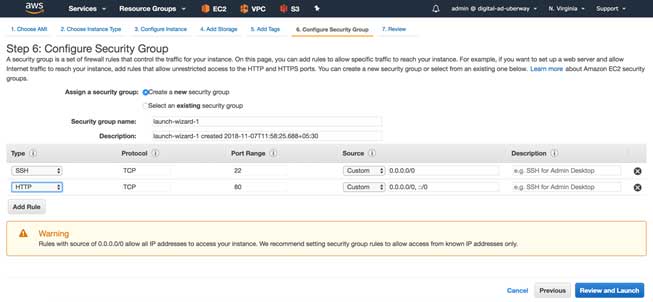 aws Services Resource Groups EC2 VPC S3 admin @ digital-ad-uberway N. Virginia Support
1. Choose AMI 2. Choose Instance Type 3. Configure Instance 4. Add Storage 5. Add Tags 6. Configure Security Group 7. Review
Step 6: Configure Security Group
A security group is a set of firewall rules that control the traffic for your instance. On this page, you can add rules to allow specific traffic to reach your instance. For example, if you want to set up a web server and allow
Internet traffic to reach your instance, add rules that allow unrestricted access to the HTTP and HTTPS ports. You can create a new security group or select from an existing one below. Learn more about Amazon EC2 security
groups.
Assign a security group: Create a new security group
Select an existing security group
Security group name: launch-wizard-1
Description: launch-wizard-1 created 2018-11-07T11:58:25.688+05:30
Type Protocol Port Range Source Description
SSH TCP 22 Custom 0.0.0.0/0 e.g. SSH for Admin Desktop
HTTP TCP 80 Custom 0.0.0.0/0, ::/0 e.g. SSH for Admin Desktop
Add Rule
Warning
Rules with source of 0.0.0.0/0 allow all IP addresses to access your instance. We recommend setting security group rules to allow access from known IP addresses only.
Cancel Previous Review and Launch